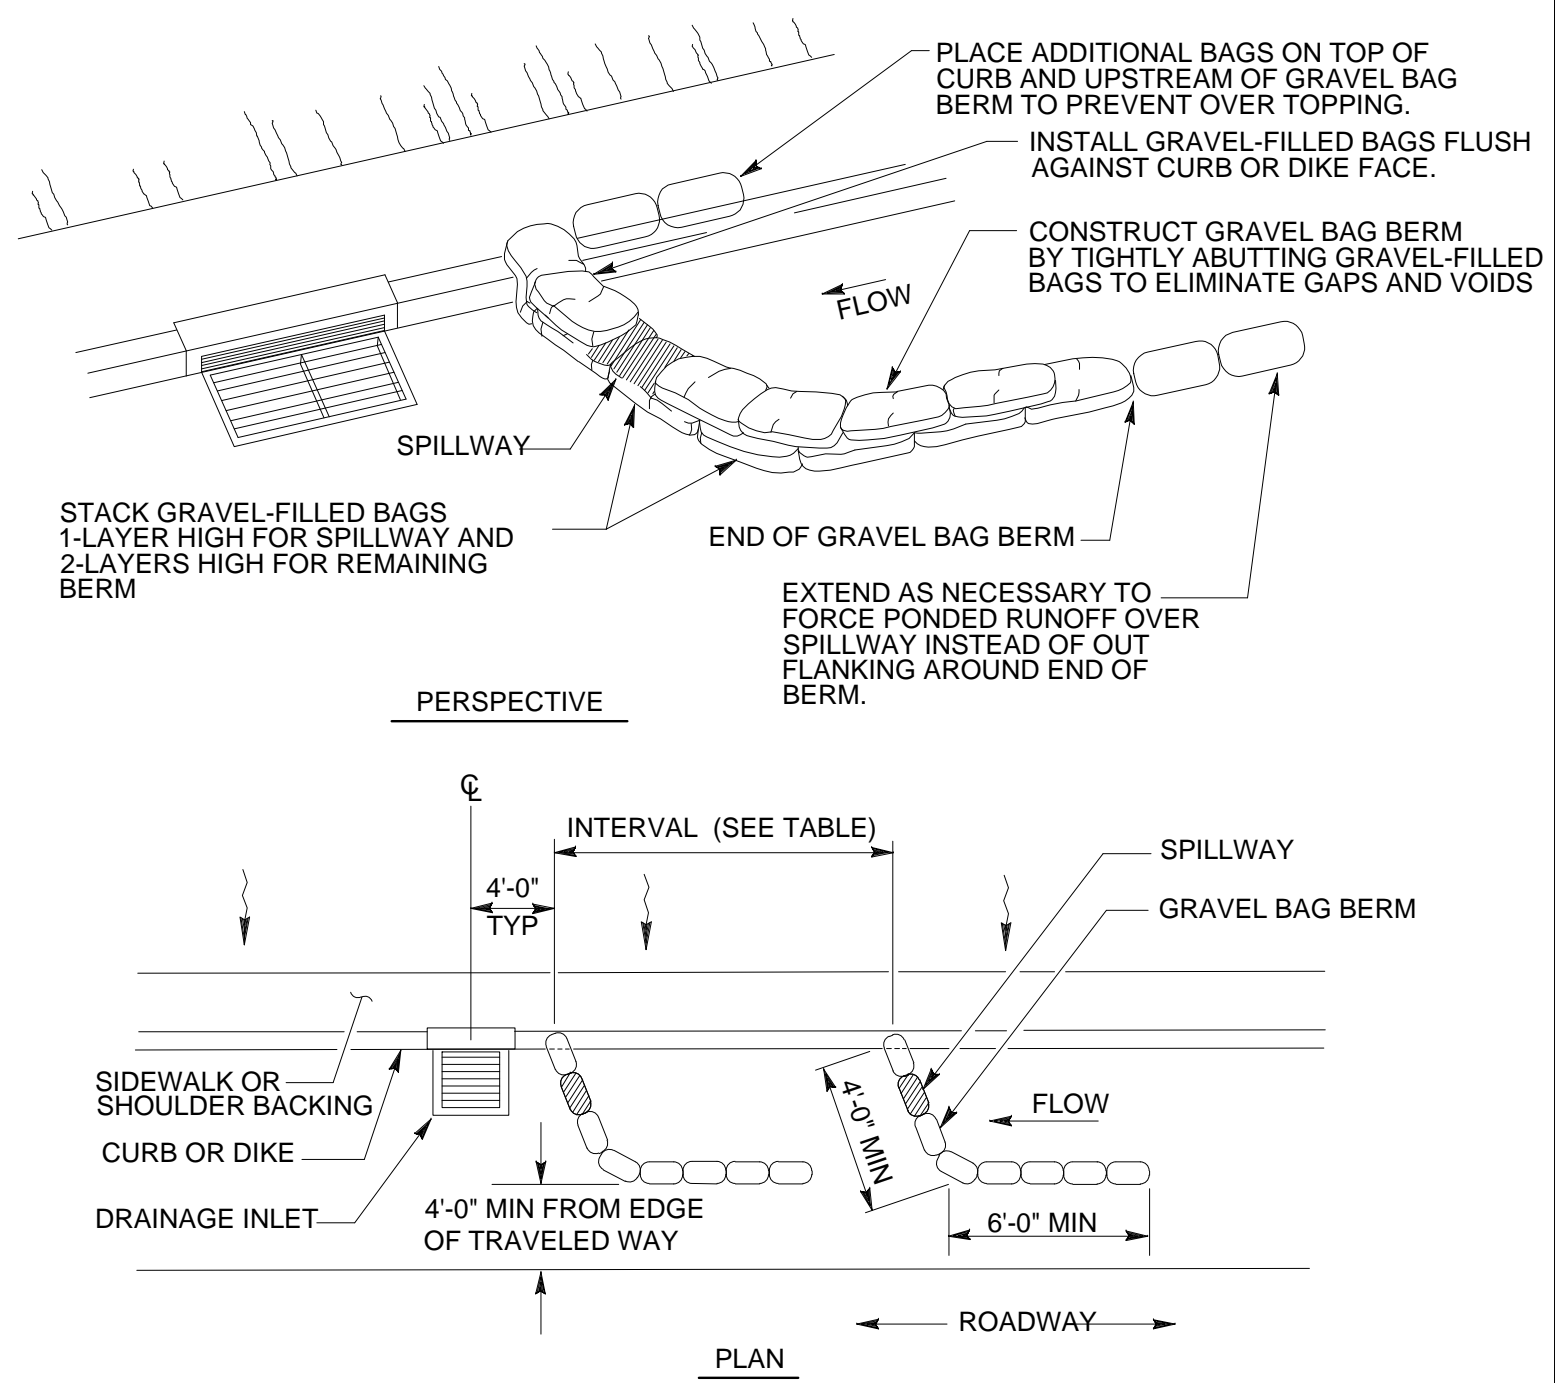 PLACE ADDITIONAL BAGS ON TOP OF
CURB AND UPSTREAM OF GRAVEL BAG
BERM TO PREVENT OVER TOPPING.
INSTALL GRAVEL-FILLED BAGS FLUSH
AGAINST CURB OR DIKE FACE.
CONSTRUCT GRAVEL BAG BERM
BY TIGHTLY ABUTTING GRAVEL-FILLED
BAGS TO ELIMINATE GAPS AND VOIDS
FLOW
SPILLWAY
STACK GRAVEL-FILLED BAGS
1-LAYER HIGH FOR SPILLWAY AND
2-LAYERS HIGH FOR REMAINING
BERM
END OF GRAVEL BAG BERM
EXTEND AS NECESSARY TO
FORCE PONDED RUNOFF OVER
SPILLWAY INSTEAD OF OUT
FLANKING AROUND END OF
BERM.
PERSPECTIVE
℄
INTERVAL (SEE TABLE)
4'-0"
TYP
SPILLWAY
GRAVEL BAG BERM
SIDEWALK OR
SHOULDER BACKING
CURB OR DIKE
DRAINAGE INLET
4'-0" MIN FROM EDGE
OF TRAVELED WAY
4'-0" MIN
FLOW
6'-0" MIN
ROADWAY
PLAN